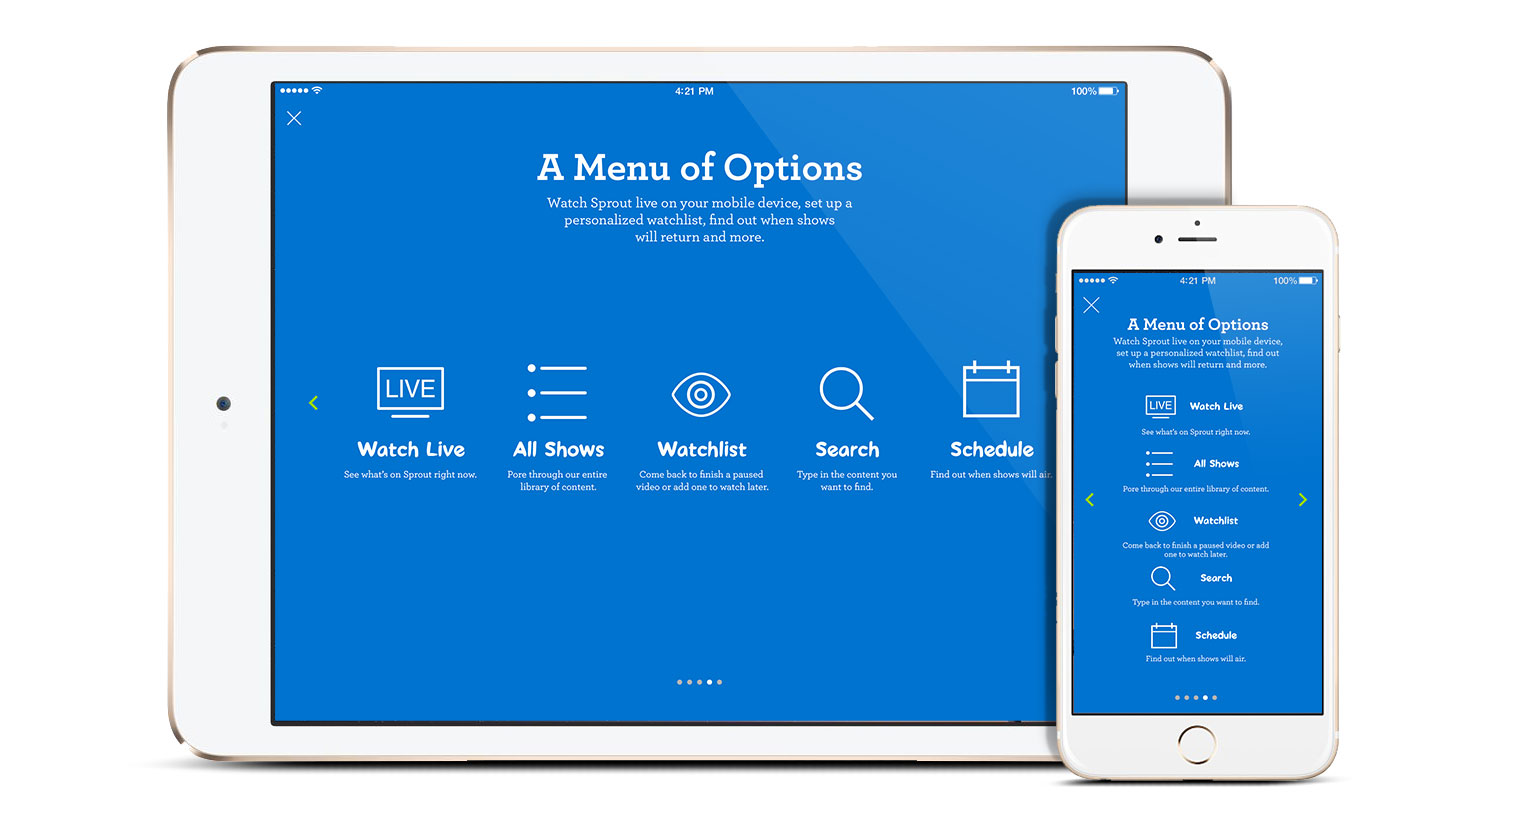 4:21 PM
100%
A Menu of Options
Watch Sprout live on your mobile device, set up a
personalized watchlist, find out when shows
will return and more.
LIVE
Watch Live
See what's on Sprout right now.
All Shows
Pore through our entire
library of content.
Watchlist
Come back to finish a paused
video or add one to watch later.
Search
Type in the content you
want to find.
Schedule
Find out when shows will air.
4:21 PM
100%
A Menu of Options
Watch Sprout live on your mobile device,
set up a personalized watchlist, find out
when shows will return and more.
LIVE
Watch Live
See what's on Sprout right now.
All Shows
Pore through our entire library of content.
Watchlist
Come back to finish a paused video or add
one to watch later.
Search
Type in the content you want to find.
Schedule
Find out when shows will air.